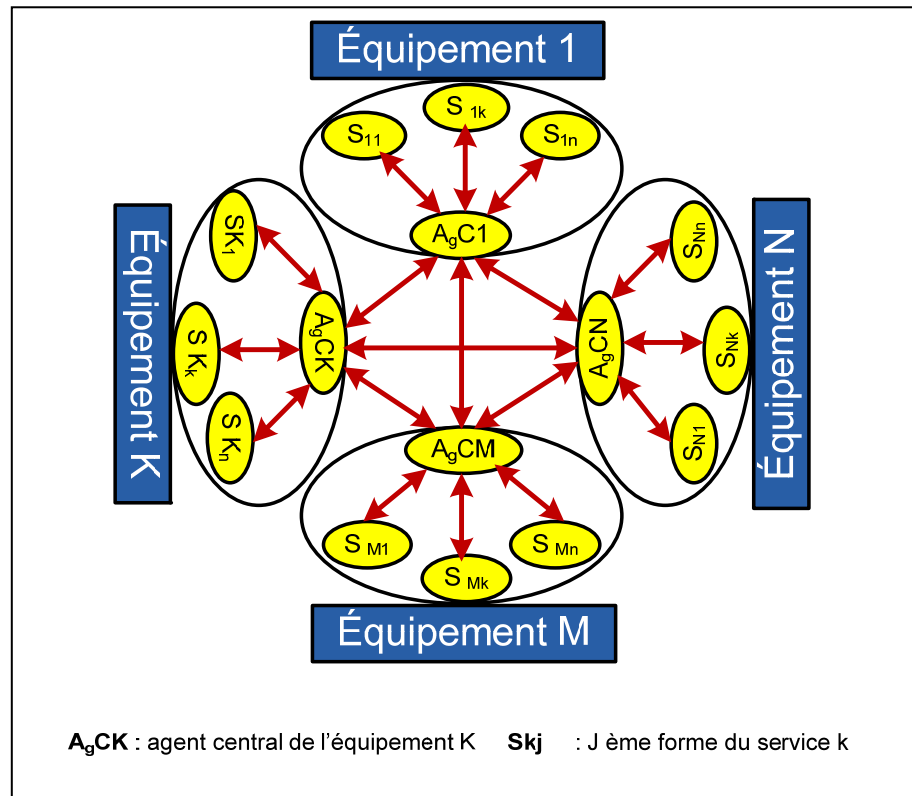 Équipement 1
S 1k
S11
S1n
AgC1
Équipement K
SK1
S Kk
S Kn
AgCK
AgCN
SNn
SNk
SN1
Équipement N
AgCM
S M1
S Mk
S Mn
Équipement M
AgCK : agent central de l’équipement K Skj : J ème forme du service k